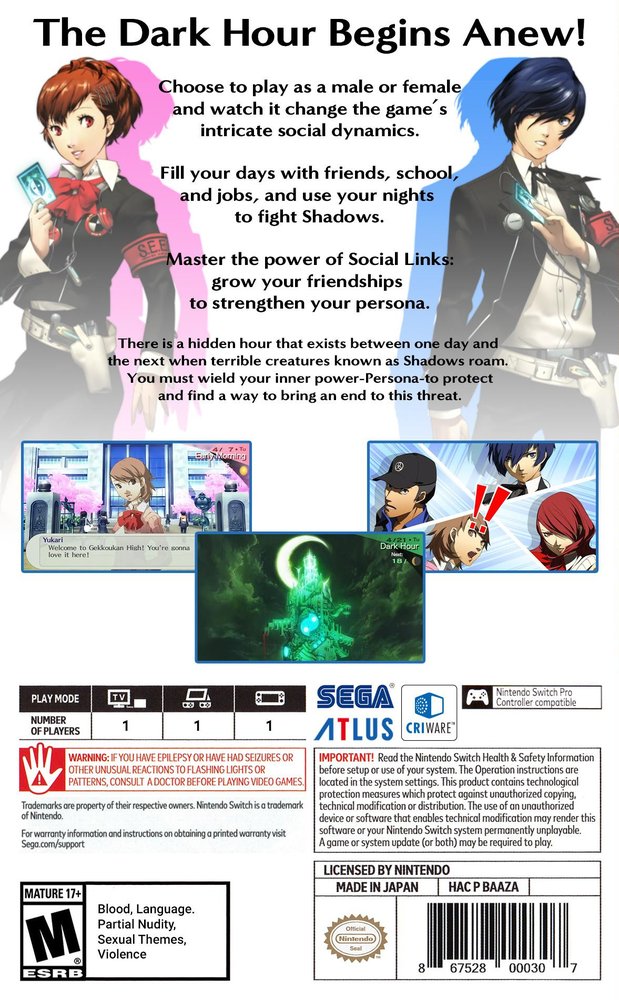 The Dark Hour Begins Anew!
Choose to play as a male or female
and watch it change the game´s
intricate social dynamics.
Fill your days with friends, school,
and jobs, and use your nights
to fight Shadows.
Master the power of Social Links:
grow your friendships
to strengthen your persona.
There is a hidden hour that exists between one day and
the next when terrible creatures known as Shadows roam.
You must wield your inner power-Persona-to protect
and find a way to bring an end to this threat.
S.E.E.
4/ 7・Tu
Early Morning
Yukari
Welcome to Gekkoukan High! You're gonna
love it here!
!!
4/21・Tu
Dark Hour
Next:
18/
PLAY MODE
TV
NUMBER
OF PLAYERS
1
1
1
SEGA®
ATLUS
CRIWARE™
Nintendo Switch Pro
Controller compatible
WARNING: IF YOU HAVE EPILEPSY OR HAVE HAD SEIZURES OR
OTHER UNUSUAL REACTIONS TO FLASHING LIGHTS OR
PATTERNS, CONSULT A DOCTOR BEFORE PLAYING VIDEO GAMES.
Trademarks are property of their respective owners. Nintendo Switch is a trademark
of Nintendo.
For warranty information and instructions on obtaining a printed warranty visit
Sega.com/support
IMPORTANT! Read the Nintendo Switch Health & Safety Information
before setup or use of your system. The Operation instructions are
located in the system settings. This product contains technological
protection measures which protect against unauthorized copying,
technical modification or distribution. The use of an unauthorized
device or software that enables technical modification may render this
software or your Nintendo Switch system permanently unplayable.
A game or system update (or both) may be required to play.
LICENSED BY NINTENDO
MADE IN JAPAN
HAC P BAAZA
MATURE 17+
M
®
ESRB
Blood, Language.
Partial Nudity,
Sexual Themes,
Violence
Official
Nintendo
Seal
8 67528 00030 7